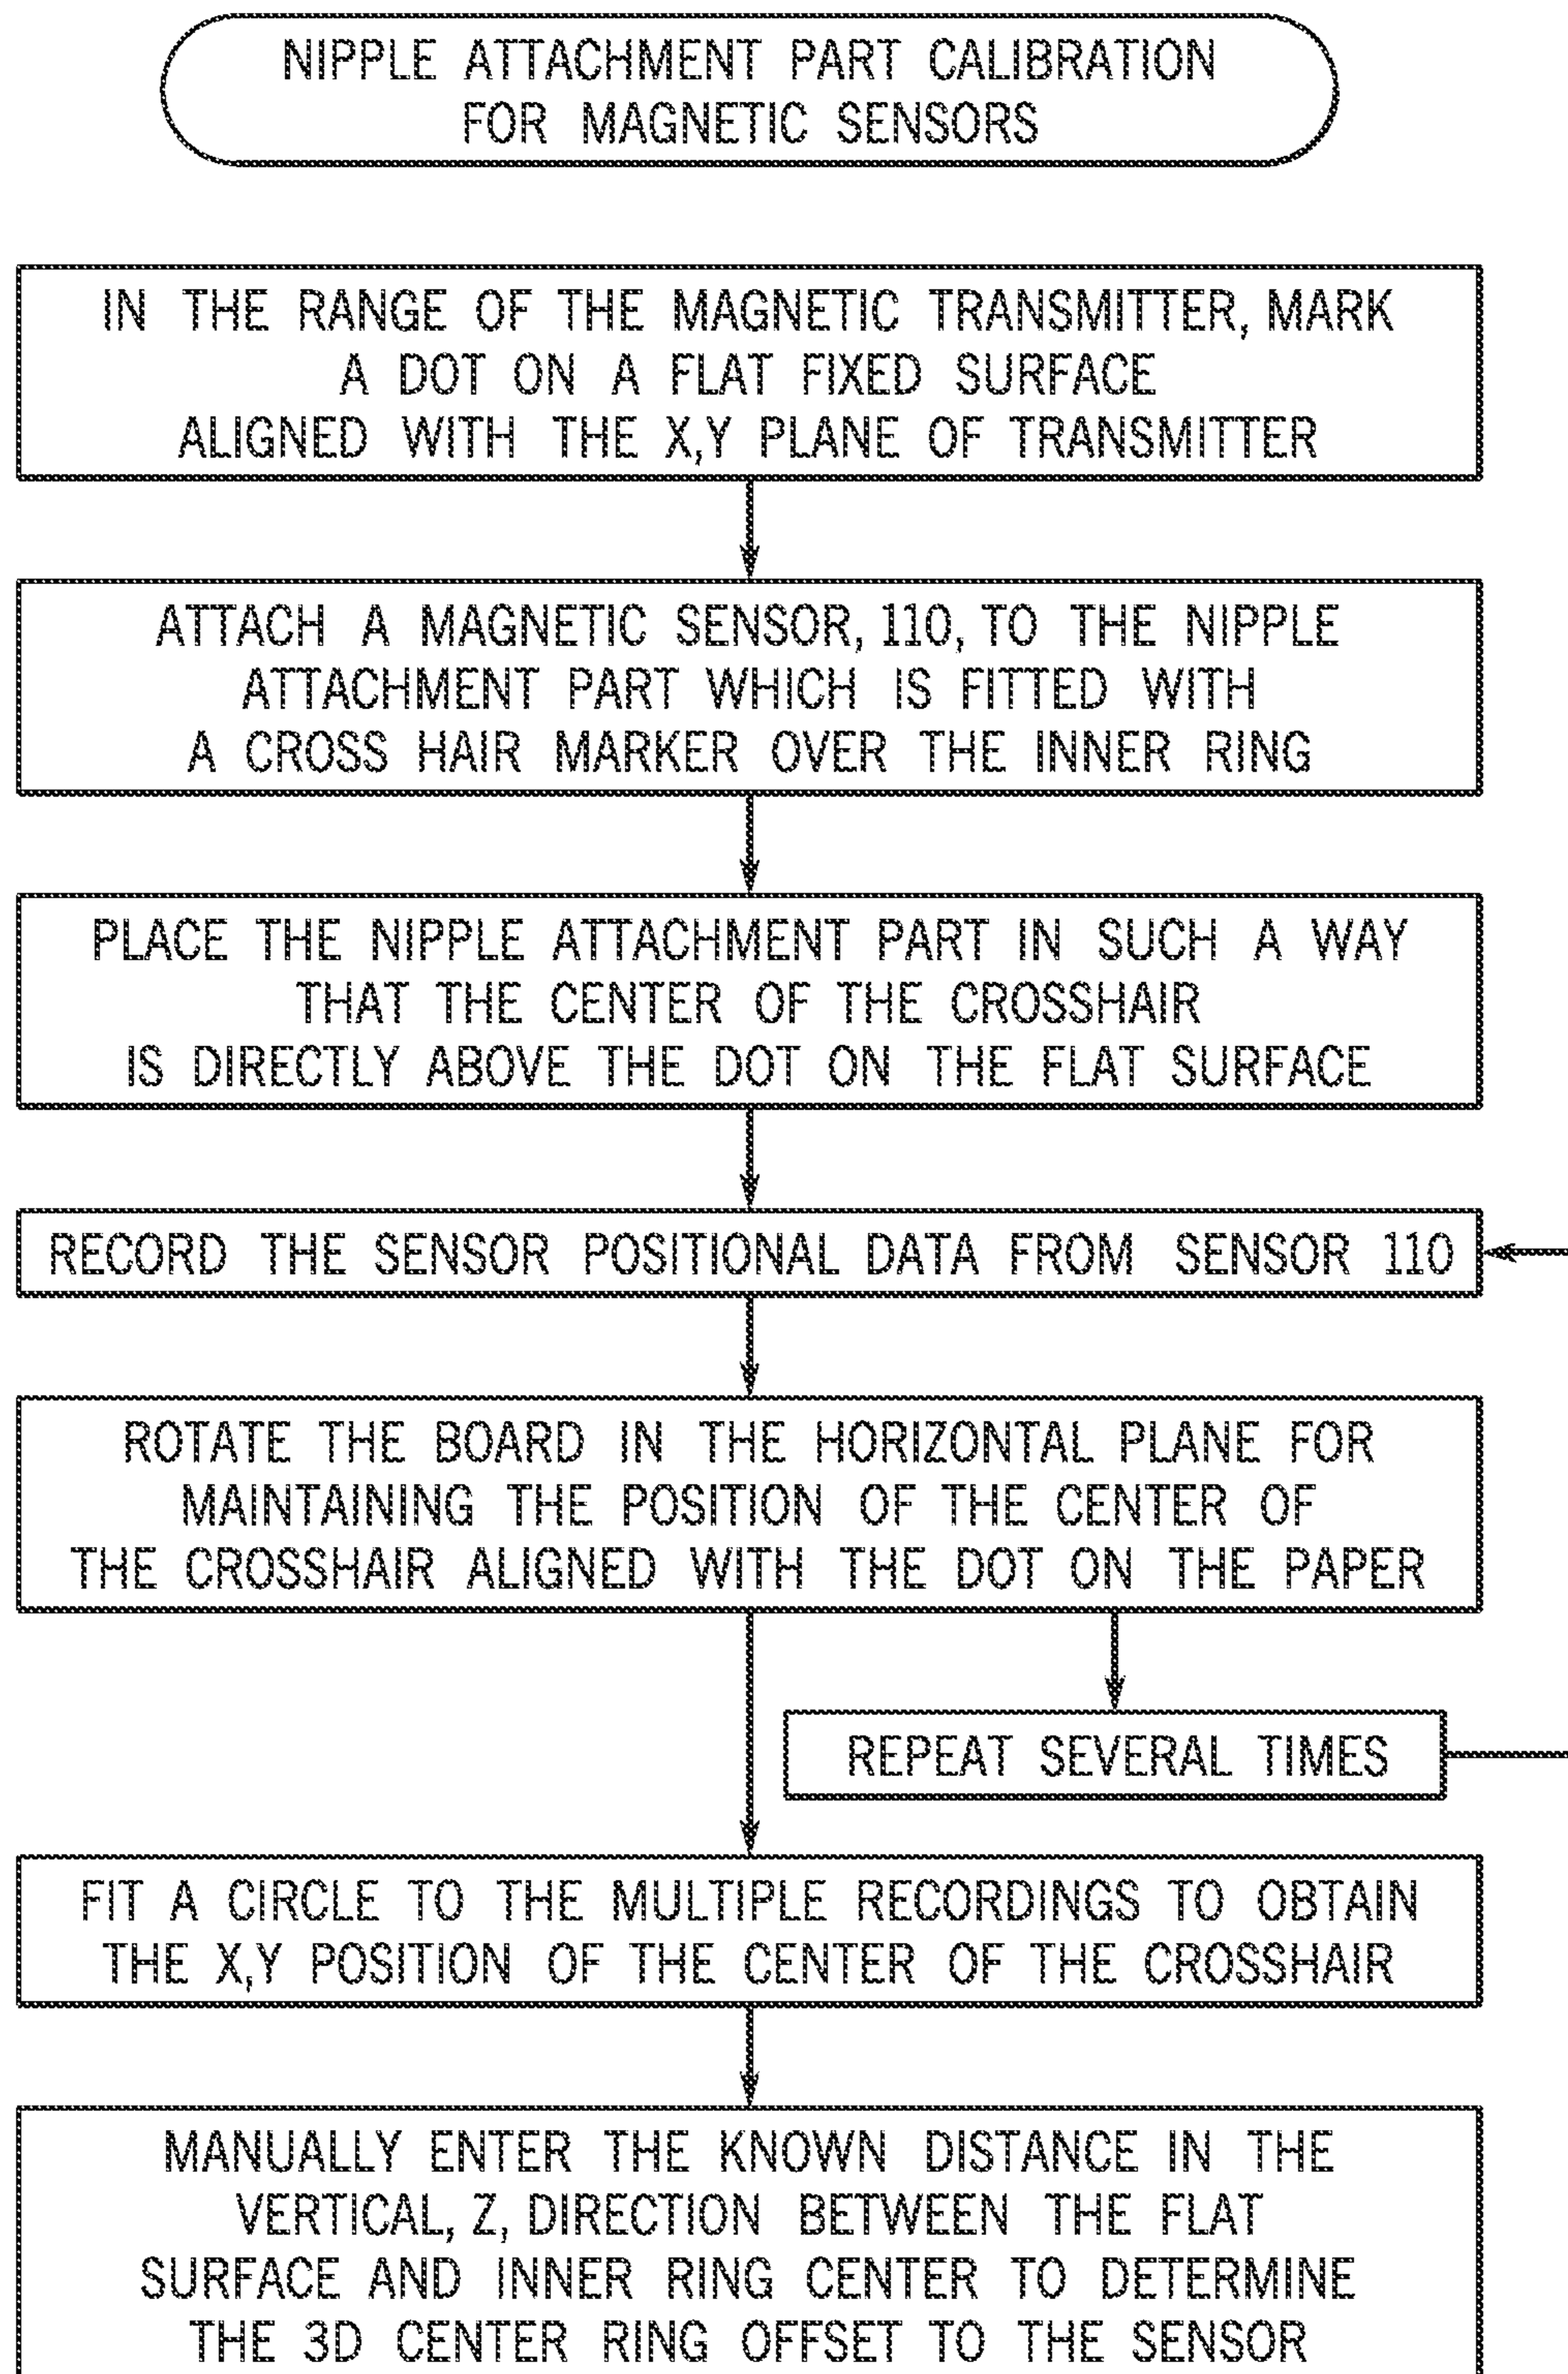 NIPPLE ATTACHMENT PART CALIBRATION
FOR MAGNETIC SENSORS
IN THE RANGE OF THE MAGNETIC TRANSMITTER, MARK
A DOT ON A FLAT FIXED SURFACE
ALIGNED WITH THE X,Y PLANE OF TRANSMITTER
ATTACH A MAGNETIC SENSOR, 110, TO THE NIPPLE
ATTACHMENT PART WHICH IS FITTED WITH
A CROSS HAIR MARKER OVER THE INNER RING
PLACE THE NIPPLE ATTACHMENT PART IN SUCH A WAY
THAT THE CENTER OF THE CROSSHAIR
IS DIRECTLY ABOVE THE DOT ON THE FLAT SURFACE
RECORD THE SENSOR POSITIONAL DATA FROM SENSOR 110
ROTATE THE BOARD IN THE HORIZONTAL PLANE FOR
MAINTAINING THE POSITION OF THE CENTER OF
THE CROSSHAIR ALIGNED WITH THE DOT ON THE PAPER
REPEAT SEVERAL TIMES
FIT A CIRCLE TO THE MULTIPLE RECORDINGS TO OBTAIN
THE X,Y POSITION OF THE CENTER OF THE CROSSHAIR
MANUALLY ENTER THE KNOWN DISTANCE IN THE
VERTICAL, Z, DIRECTION BETWEEN THE FLAT
SURFACE AND INNER RING CENTER TO DETERMINE
THE 3D CENTER RING OFFSET TO THE SENSOR